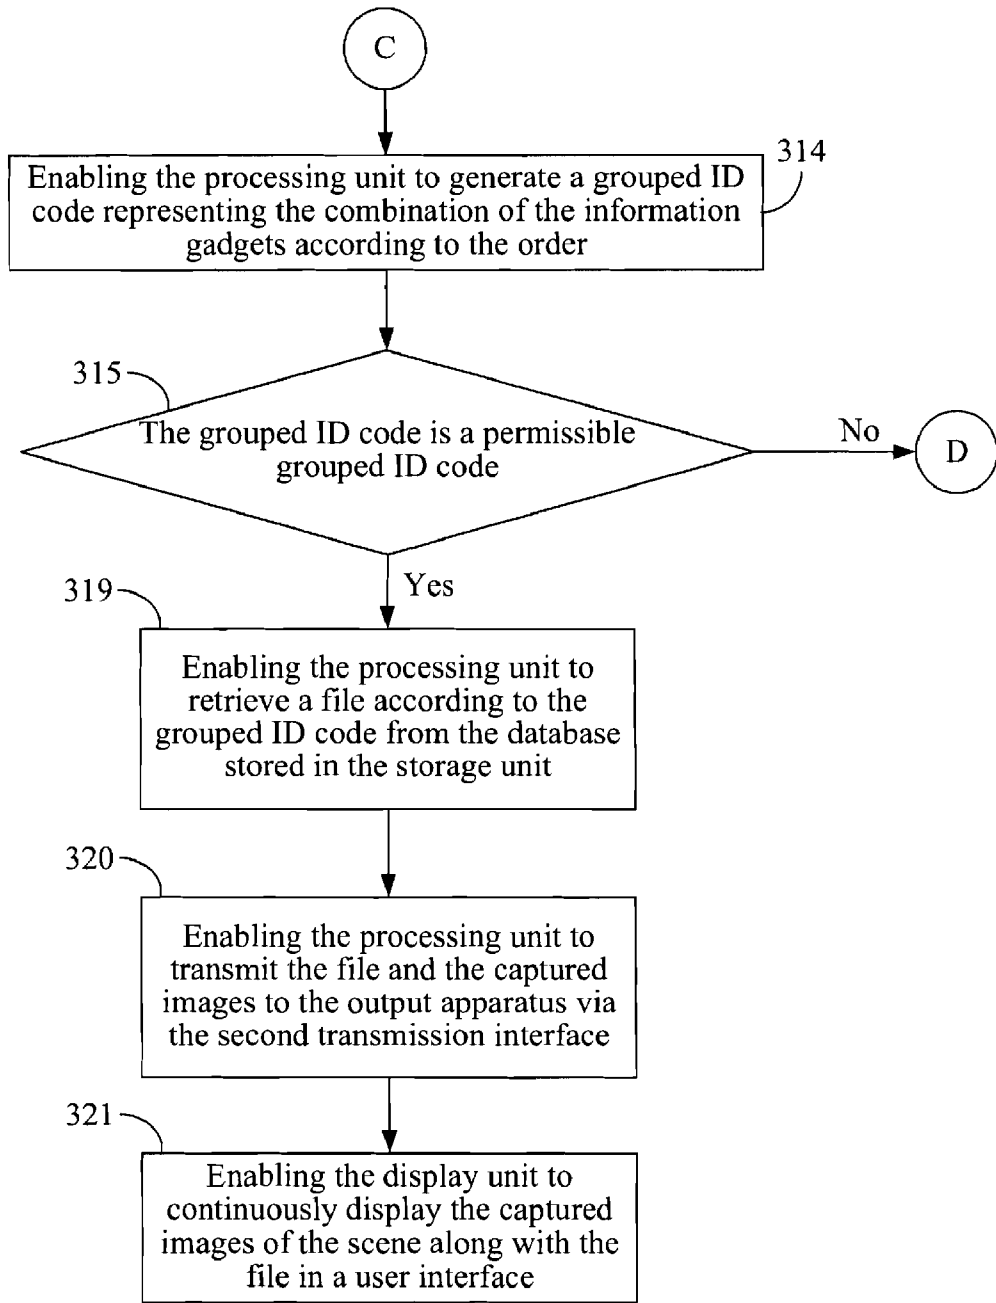 C
314
Enabling the processing unit to generate a grouped ID
code representing the combination of the information
gadgets according to the order
315
The grouped ID code is a permissible
grouped ID code
No
D
Yes
319
Enabling the processing unit to
retrieve a file according to the
grouped ID code from the database
stored in the storage unit
320
Enabling the processing unit to
transmit the file and the captured
images to the output apparatus via
the second transmission interface
321
Enabling the display unit to
continuously display the captured
images of the scene along with the
file in a user interface